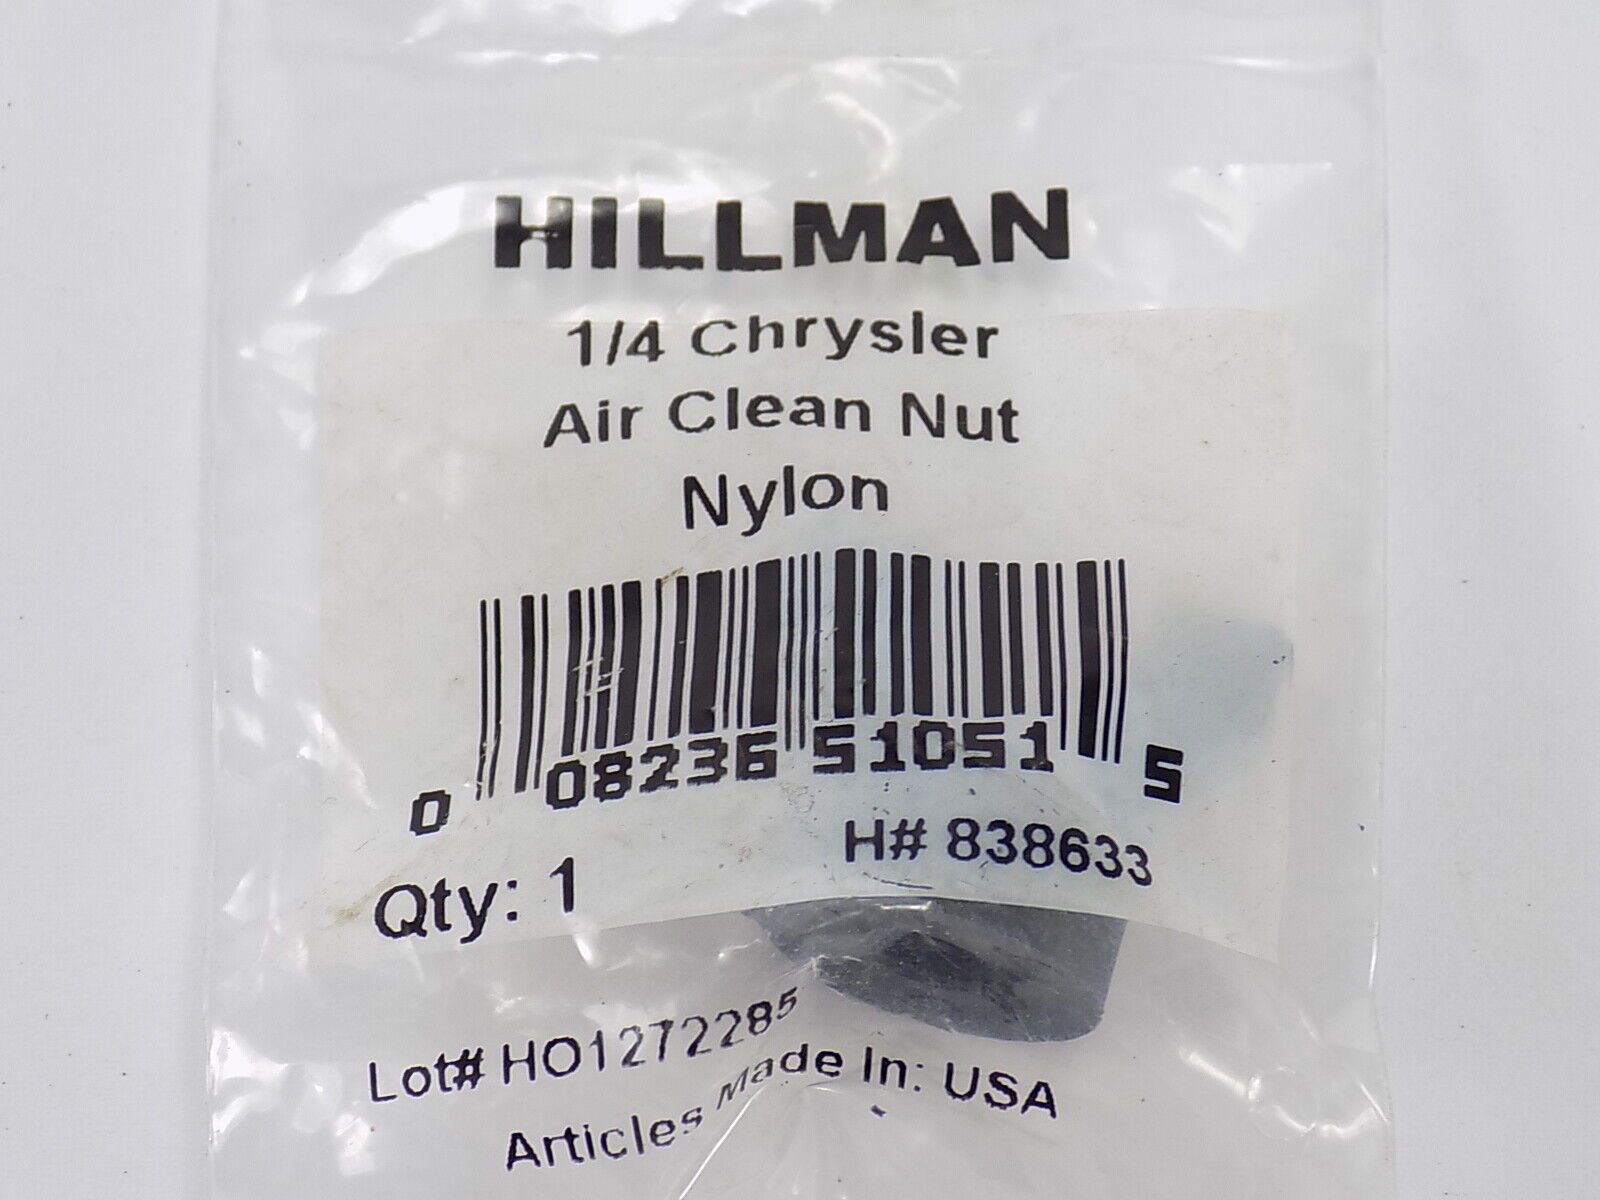 HILLMAN
1/4 Chrysler
Air Clean Nut
Nylon
0 08236 51051 5
H# 838633
Qty: 1
Lot# HO1272285
Articles Made In: USA